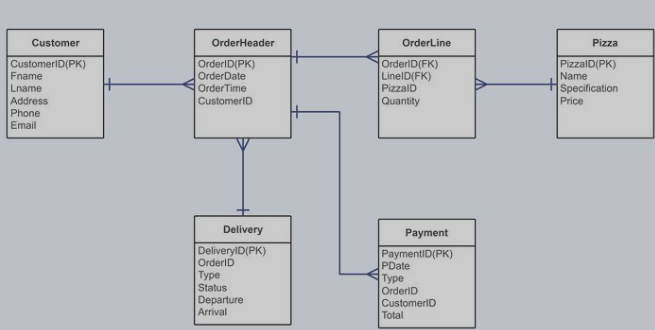 Customer
CustomerID(PK)
Fname
Lname
Address
Phone
Email
OrderHeader
OrderID(PK)
OrderDate
OrderTime
CustomerID
OrderLine
OrderID(FK)
LineID(FK)
PizzaID
Quantity
Pizza
PizzaID(PK)
Name
Specification
Price
Delivery
DeliveryID(PK)
OrderID
Type
Status
Departure
Arrival
Payment
PaymentID(PK)
PDate
Type
OrderID
CustomerID
Total